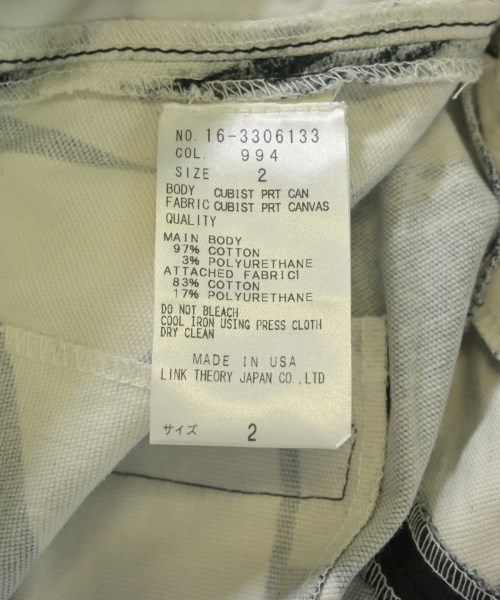 NO. 16-3306133
COL. 994
SIZE 2
BODY CUBIST PRT CAN
FABRIC CUBIST PRT CANVAS
QUALITY
MAIN BODY
97% COTTON
3% POLYURETHANE
ATTACHED FABRIC1
83% COTTON
17% POLYURETHANE
DO NOT BLEACH
COOL IRON USING PRESS CLOTH
DRY CLEAN
MADE IN USA
LINK THEORY JAPAN CO.,LTD
サイズ 2